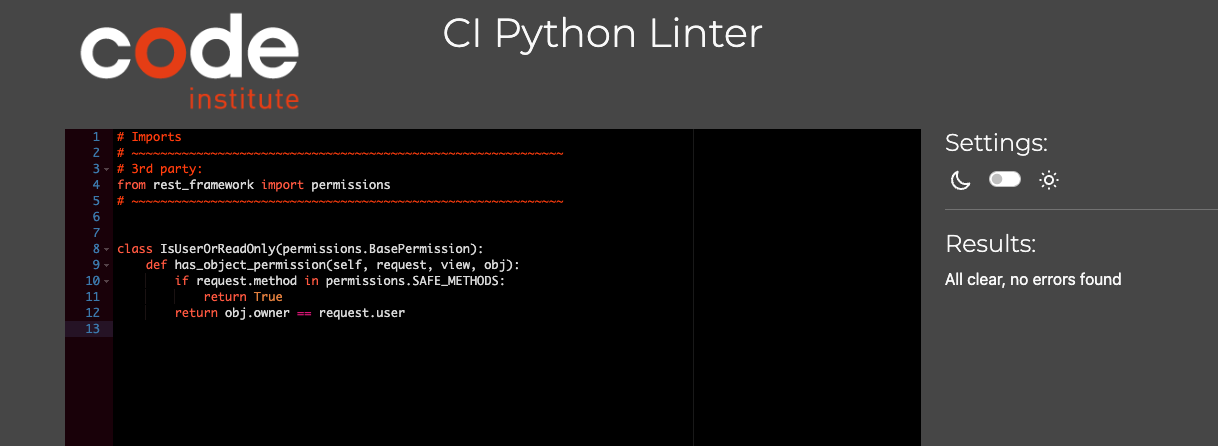 code
institute
CI Python Linter
1 # Imports
2 # ~~~~~~~~~~~~~~~~~~~~~~~~~~~~~~~~~~~~~~~~~~~~~~~~~~~~~~~~~~~~
3 # 3rd party:
4 from rest_framework import permissions
5 # ~~~~~~~~~~~~~~~~~~~~~~~~~~~~~~~~~~~~~~~~~~~~~~~~~~~~~~~~~~~~
6
7
8 class IsUserOrReadOnly(permissions.BasePermission):
9     def has_object_permission(self, request, view, obj):
10         if request.method in permissions.SAFE_METHODS:
11             return True
12         return obj.owner == request.user
13
Settings:
Results:
All clear, no errors found